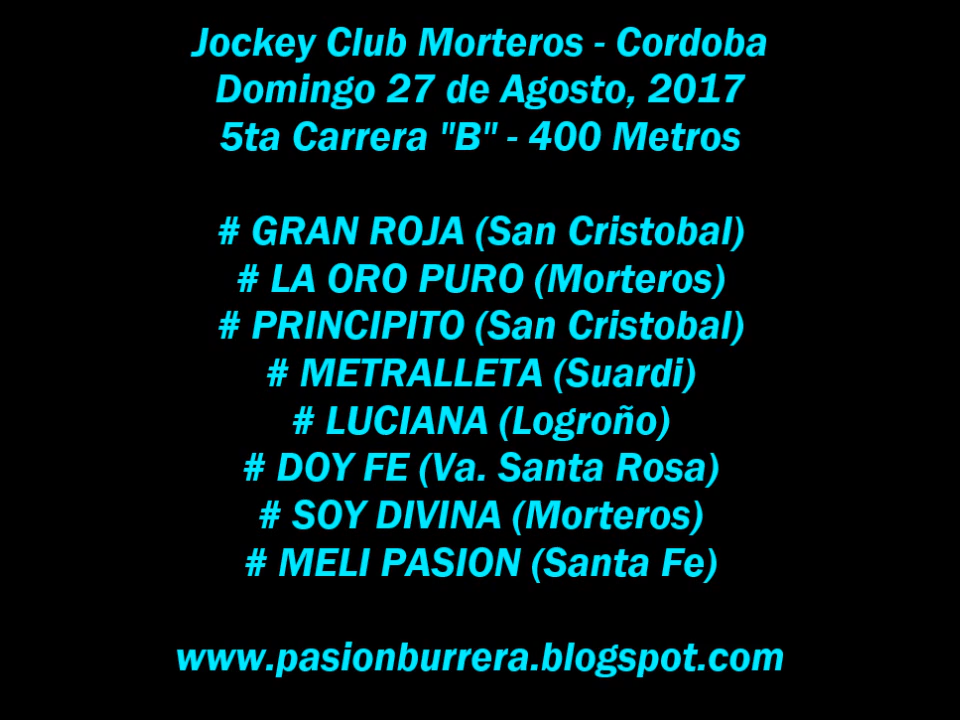 Jockey Club Morteros - Cordoba
Domingo 27 de Agosto, 2017
5ta Carrera "B" - 400 Metros
# GRAN ROJA (San Cristobal)
# LA ORO PURO (Morteros)
# PRINCIPITO (San Cristobal)
# METRALLETA (Suardi)
# LUCIANA (Logroño)
# DOY FE (Va. Santa Rosa)
# SOY DIVINA (Morteros)
# MELI PASION (Santa Fe)
www.pasionburrera.blogspot.com